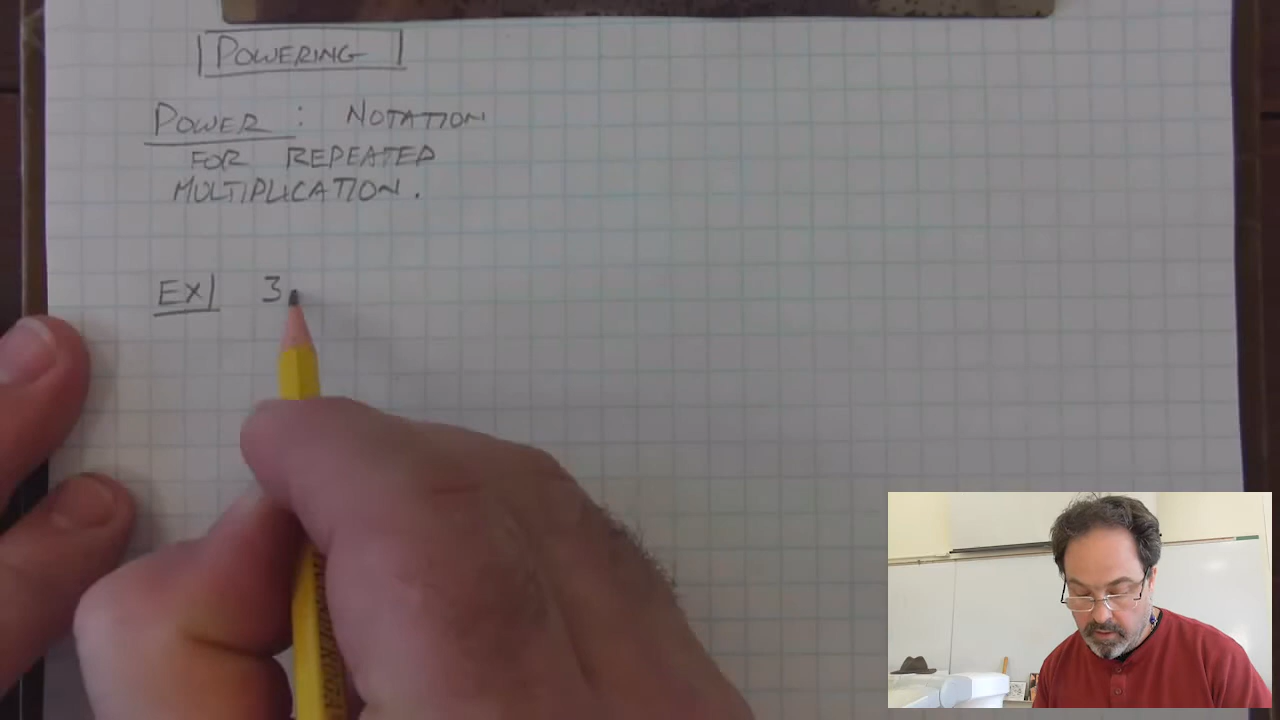 POWERING
POWER : NOTATION
FOR REPEATED
MULTIPLICATION.
EX| 3